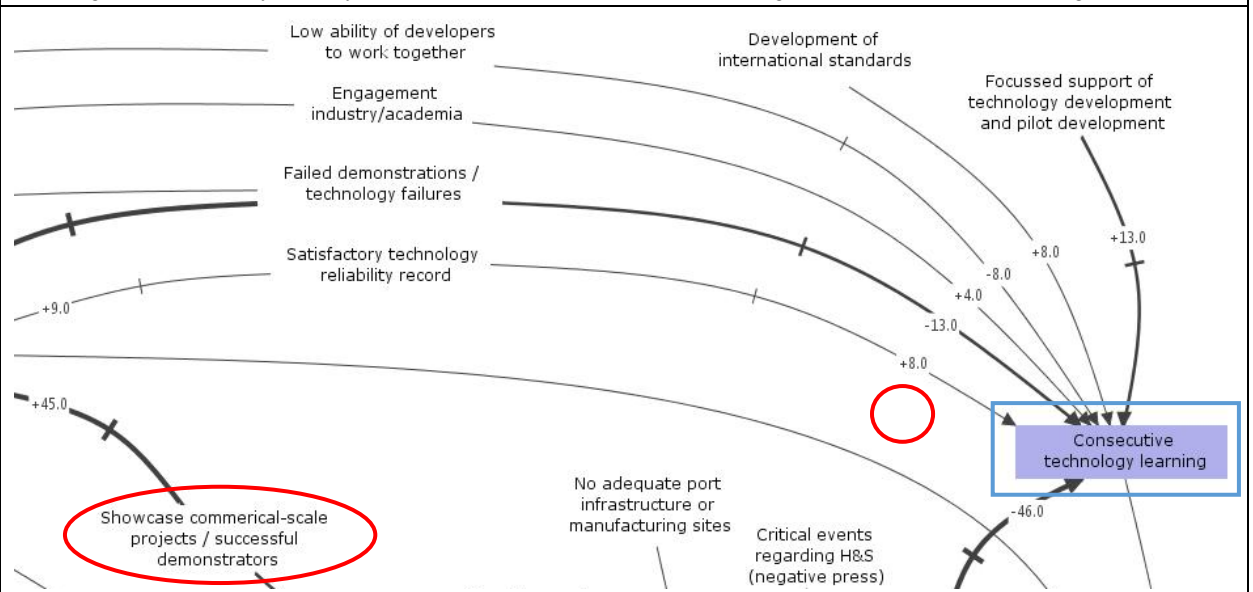 Low ability of developers
to work together
Development of
international standards
Focussed support of
technology development
and pilot development
Engagement
industry/academia
Failed demonstrations /
technology failures
Satisfactory technology
reliability record
+9.0
+13.0
+8.0
-8.0
+4.0
-13.0
+8.0
+45.0
Consecutive
technology learning
No adequate port
infrastructure or
manufacturing sites
-46.0
Showcase commerical-scale
projects / successful
demonstrators
Critical events
regarding H&S
(negative press)